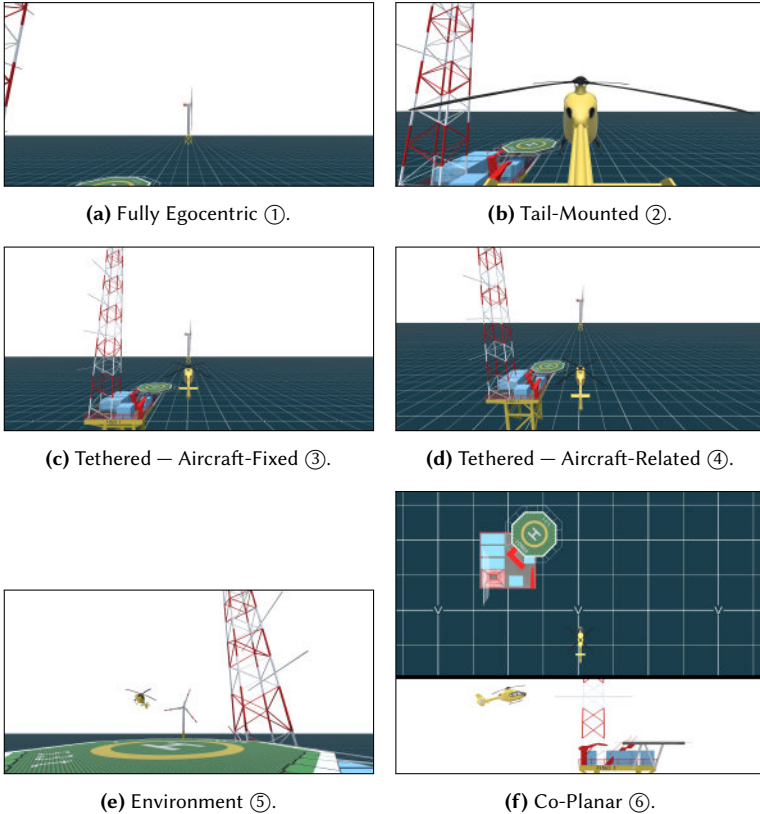 H
H
(a) Fully Egocentric ①.
(b) Tail-Mounted ②.
(c) Tethered — Aircraft-Fixed ③.
(d) Tethered — Aircraft-Related ④.
H
H
(e) Environment ⑤.
(f) Co-Planar ⑥.